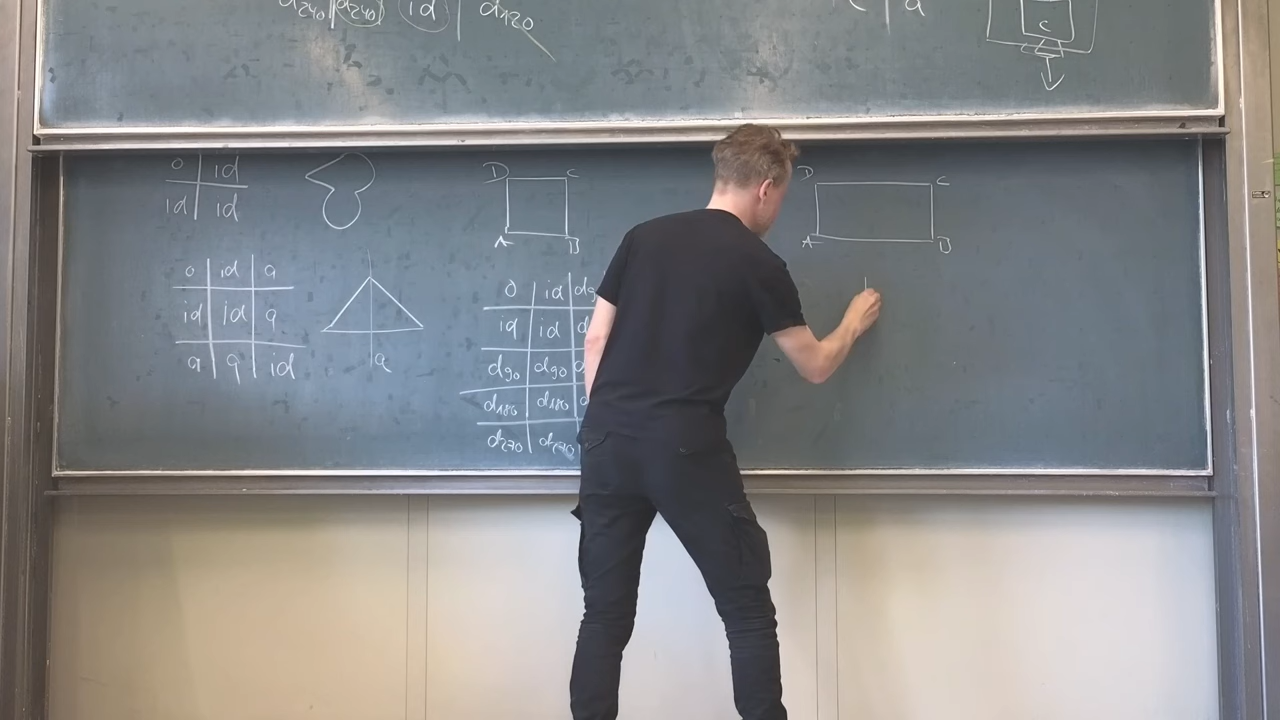 d240 d240 id d120
c a
C
o id
id id
D C
A B
D C
A B
o id a
id id a
a a id
a
o id
id id
d90 d90
d180 d180
d270 d270